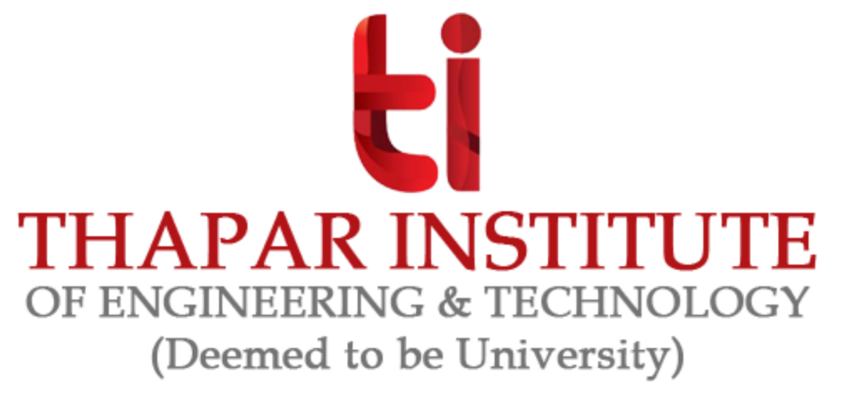 ti
THAPAR INSTITUTE
OF ENGINEERING & TECHNOLOGY
(Deemed to be University)